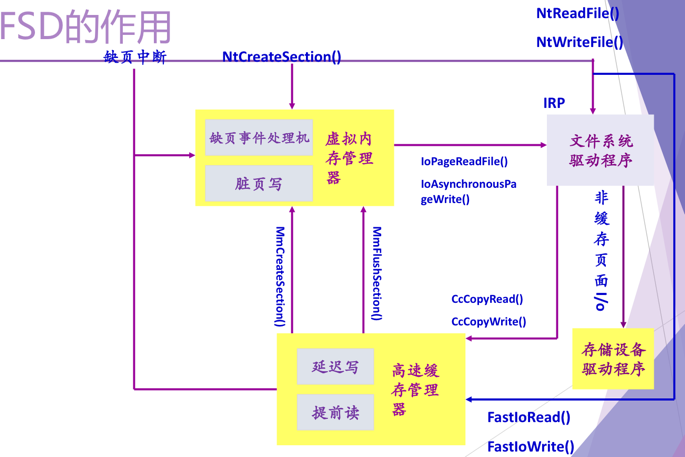 FSD的作用
NtReadFile()
NtWriteFile()
缺页中断
NtCreateSection()
IRP
缺页事件处理机
脏页写
虚拟内
存管理
器
文件系统
驱动程序
IoPageReadFile()
IoAsynchronousPa
geWrite()
非缓存页面I/o
MmCreateSection()
MmFlushSection()
CcCopyRead()
CcCopyWrite()
延迟写
提前读
高速缓
存管理
器
存储设备
驱动程序
FastIoRead()
FastIoWrite()